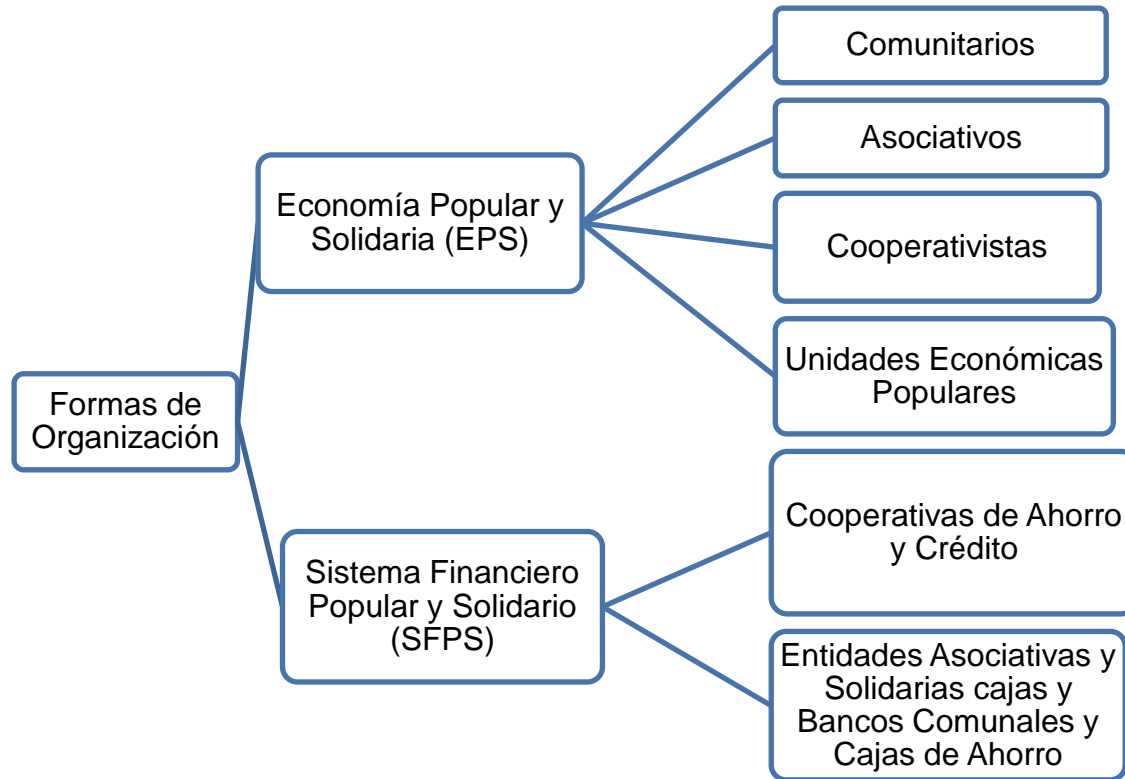 Formas de
Organización
Economía Popular y
Solidaria (EPS)
Comunitarios
Asociativos
Cooperativistas
Unidades Económicas
Populares
Sistema Financiero
Popular y Solidario
(SFPS)
Cooperativas de Ahorro
y Crédito
Entidades Asociativas y
Solidarias cajas y
Bancos Comunales y
Cajas de Ahorro